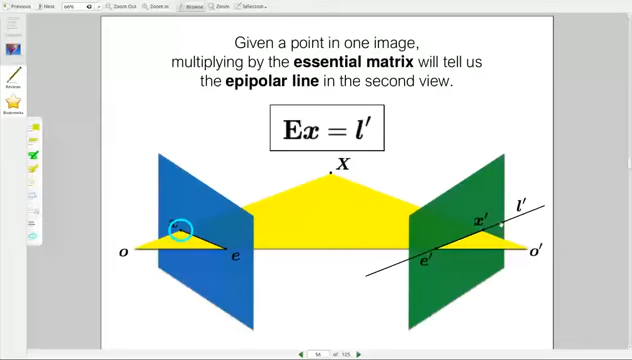 Previous
Next
66%
Zoom Out
Zoom In
Browse
Zoom
Selection
Reviews
Bookmarks
Given a point in one image,
multiplying by the essential matrix will tell us
the epipolar line in the second view.
Ex = l′
X
l′
x′
o
e
e′
o′
56 of 125